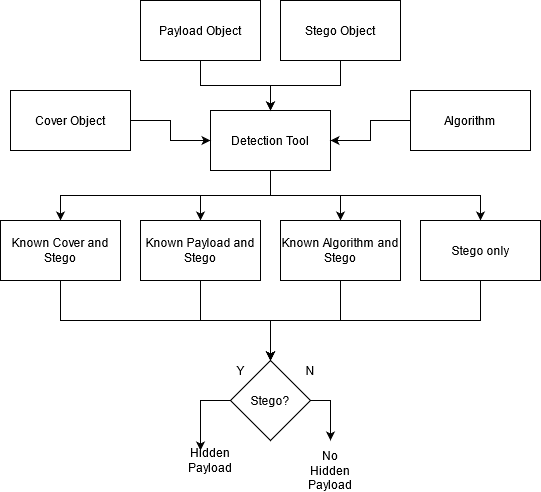 Payload Object
Stego Object
Cover Object
Algorithm
Detection Tool
Known Cover and
Stego
Known Payload and
Stego
Known Algorithm and
Stego
Stego only
Y
N
Stego?
Hidden
Payload
No
Hidden
Payload